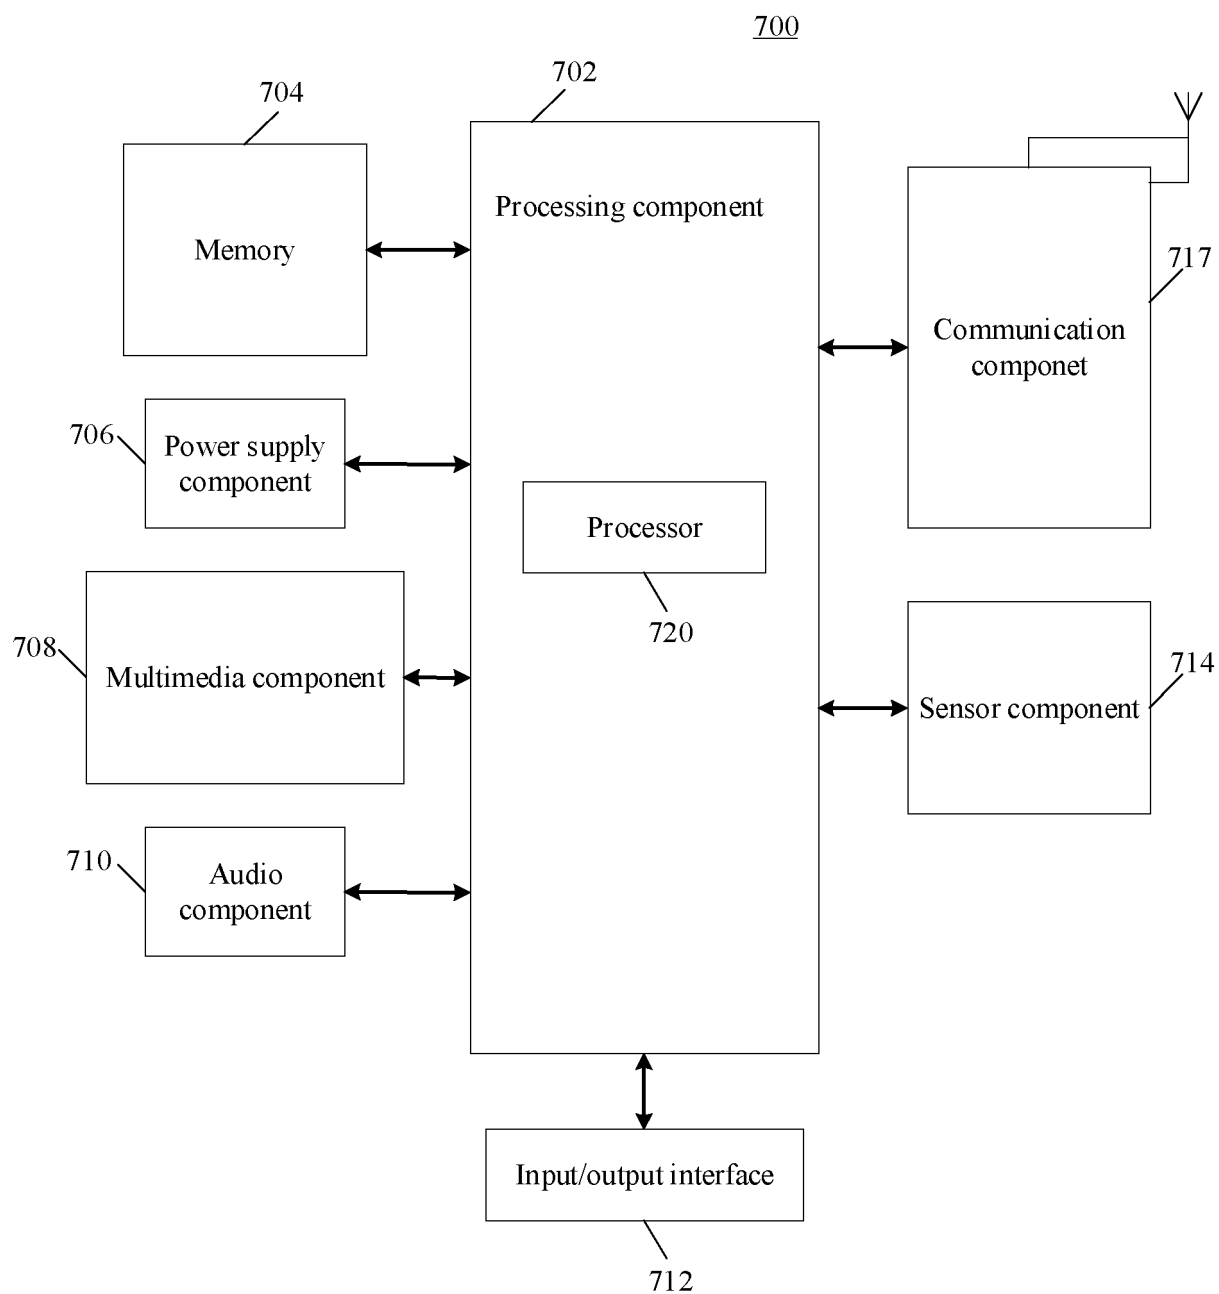 700
702
704
Processing component
Memory
717
Communication
componet
706
Power supply
component
Processor
720
708
Multimedia component
714
Sensor component
710
Audio
component
Input/output interface
712